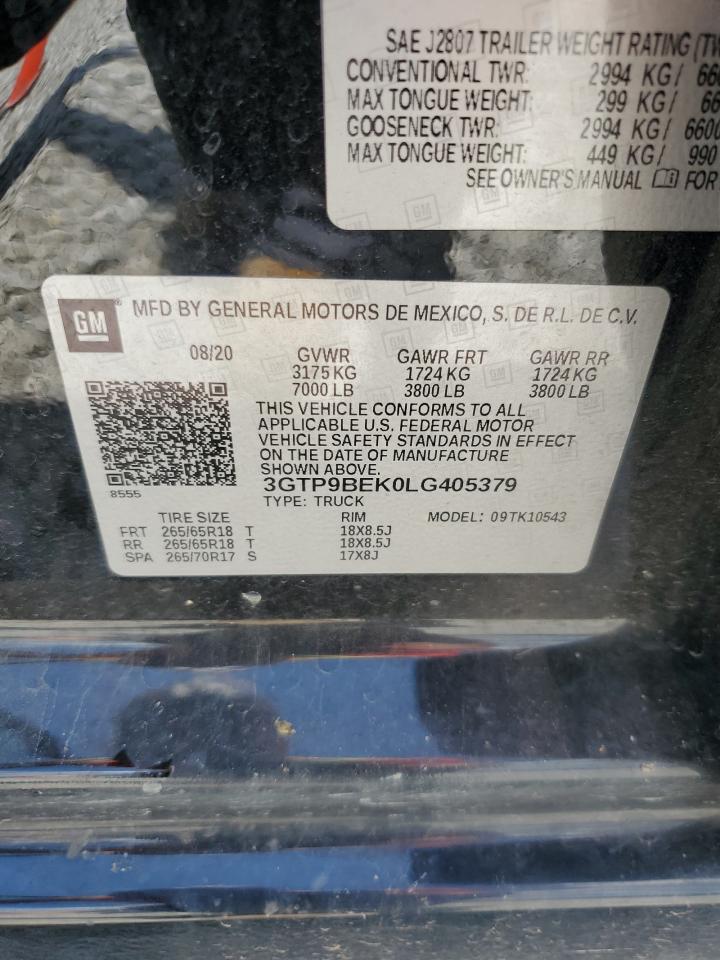 SAE J2807 TRAILER WEIGHT RATING
CONVENTIONAL TWR: 2994 KG/
MAX TONGUE WEIGHT: 299 KG/
GOOSENECK TWR: 2994 KG/
MAX TONGUE WEIGHT: 449 KG/ 990
SEE OWNER'S MANUAL FOR
GM
MFD BY GENERAL MOTORS DE MEXICO, S. DE R.L. DE C.V.
08/20 GVWR GAWR FRT GAWR RR
3175 KG 1724 KG 1724 KG
7000 LB 3800 LB 3800 LB
THIS VEHICLE CONFORMS TO ALL
APPLICABLE U.S. FEDERAL MOTOR
VEHICLE SAFETY STANDARDS IN EFFECT
ON THE DATE OF MANUFACTURE
SHOWN ABOVE.
8555
3GTP9BEK0LG405379
TYPE: TRUCK
TIRE SIZE RIM MODEL: 09TK10543
FRT 265/65R18 T 18X8.5J
RR 265/65R18 T 18X8.5J
SPA 265/70R17 S 17X8J